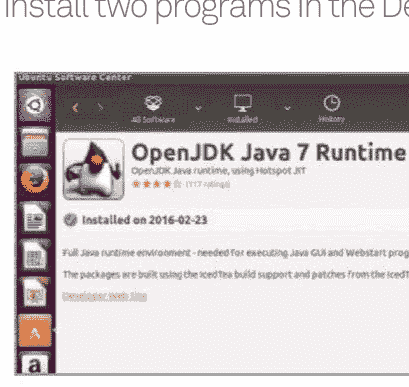 install two programs in the De
Ubuntu Software Center
All Software
Installed
History
OpenJDK Java 7 Runtime
OpenJDK Java runtime, using Hotspot JIT
(117 ratings)
Installed on 2016-02-23
Full Java runtime environment - needed for executing Java GUI and Webstart prog
The packages are built using the IcedTea build support and patches from the IcedT
Developer Web Site